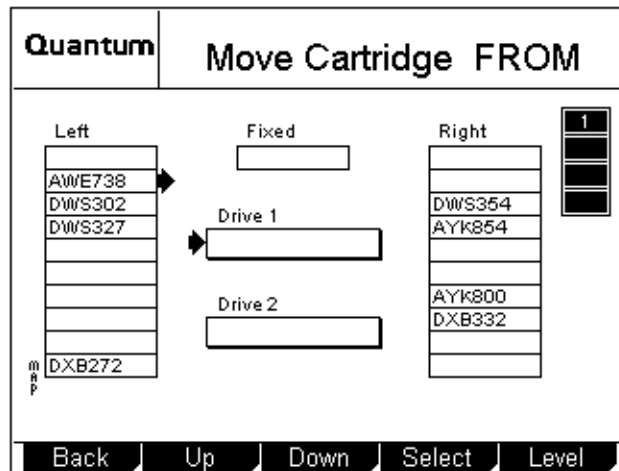 Quantum
Move Cartridge FROM
1
Left
Fixed
Right
AWE738
DWS302
DWS327
DXB272
MAP
Drive 1
Drive 2
DWS354
AYK854
AYK800
DXB332
Back Up Down Select Level